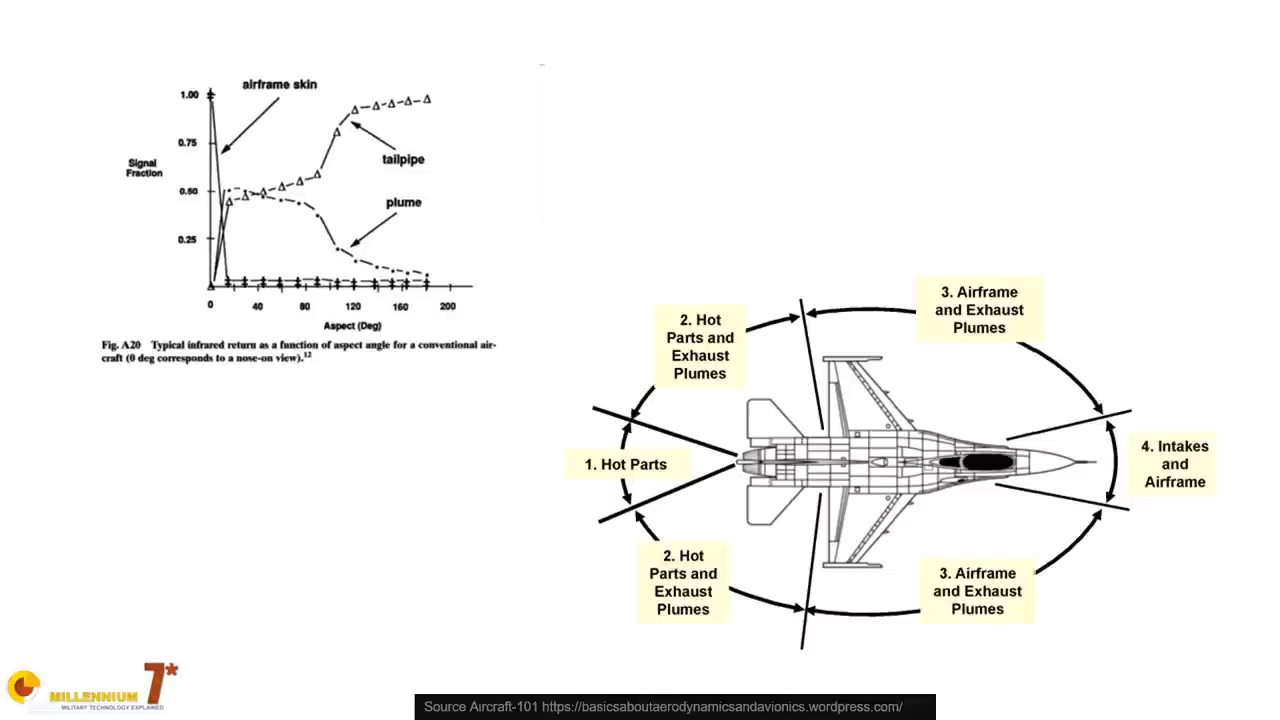 airframe skin
1.00
0.75
Signal
Fraction
tailpipe
0.50
plume
0.25
0 40 80 120 160 200
Aspect (Deg)
Fig. A20 Typical infrared return as a function of aspect angle for a conventional air-
craft (0 deg corresponds to a nose-on view).12
3. Airframe
and Exhaust
Plumes
2. Hot
Parts and
Exhaust
Plumes
1. Hot Parts
4. Intakes
and
Airframe
2. Hot
Parts and
Exhaust
Plumes
3. Airframe
and Exhaust
Plumes
MILLENNIUM 7*
MILITARY TECHNOLOGY EXPLAINED
Source Aircraft-101 https://basicsaboutaerodynamicsandavionics.wordpress.com/